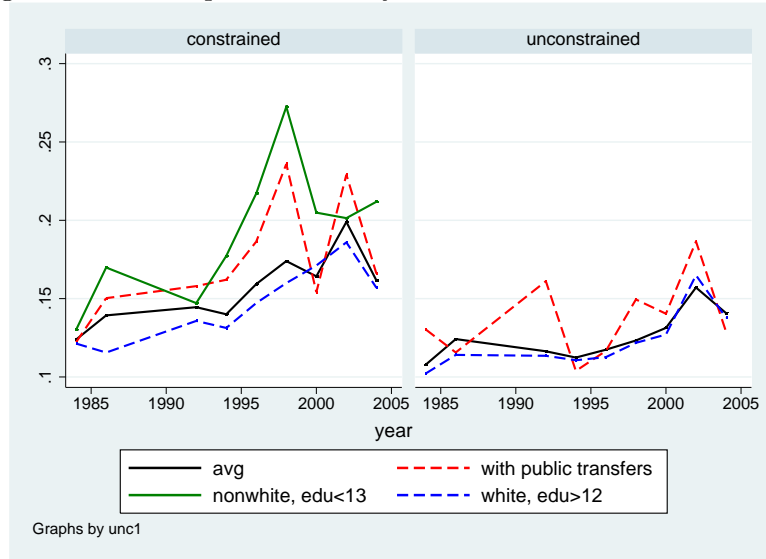 constrained unconstrained
.3
.25
.2
.15
.1
1985 1990 1995 2000 2005 1985 1990 1995 2000 2005
year
avg with public transfers
nonwhite, edu<13 white, edu>12
Graphs by unc1